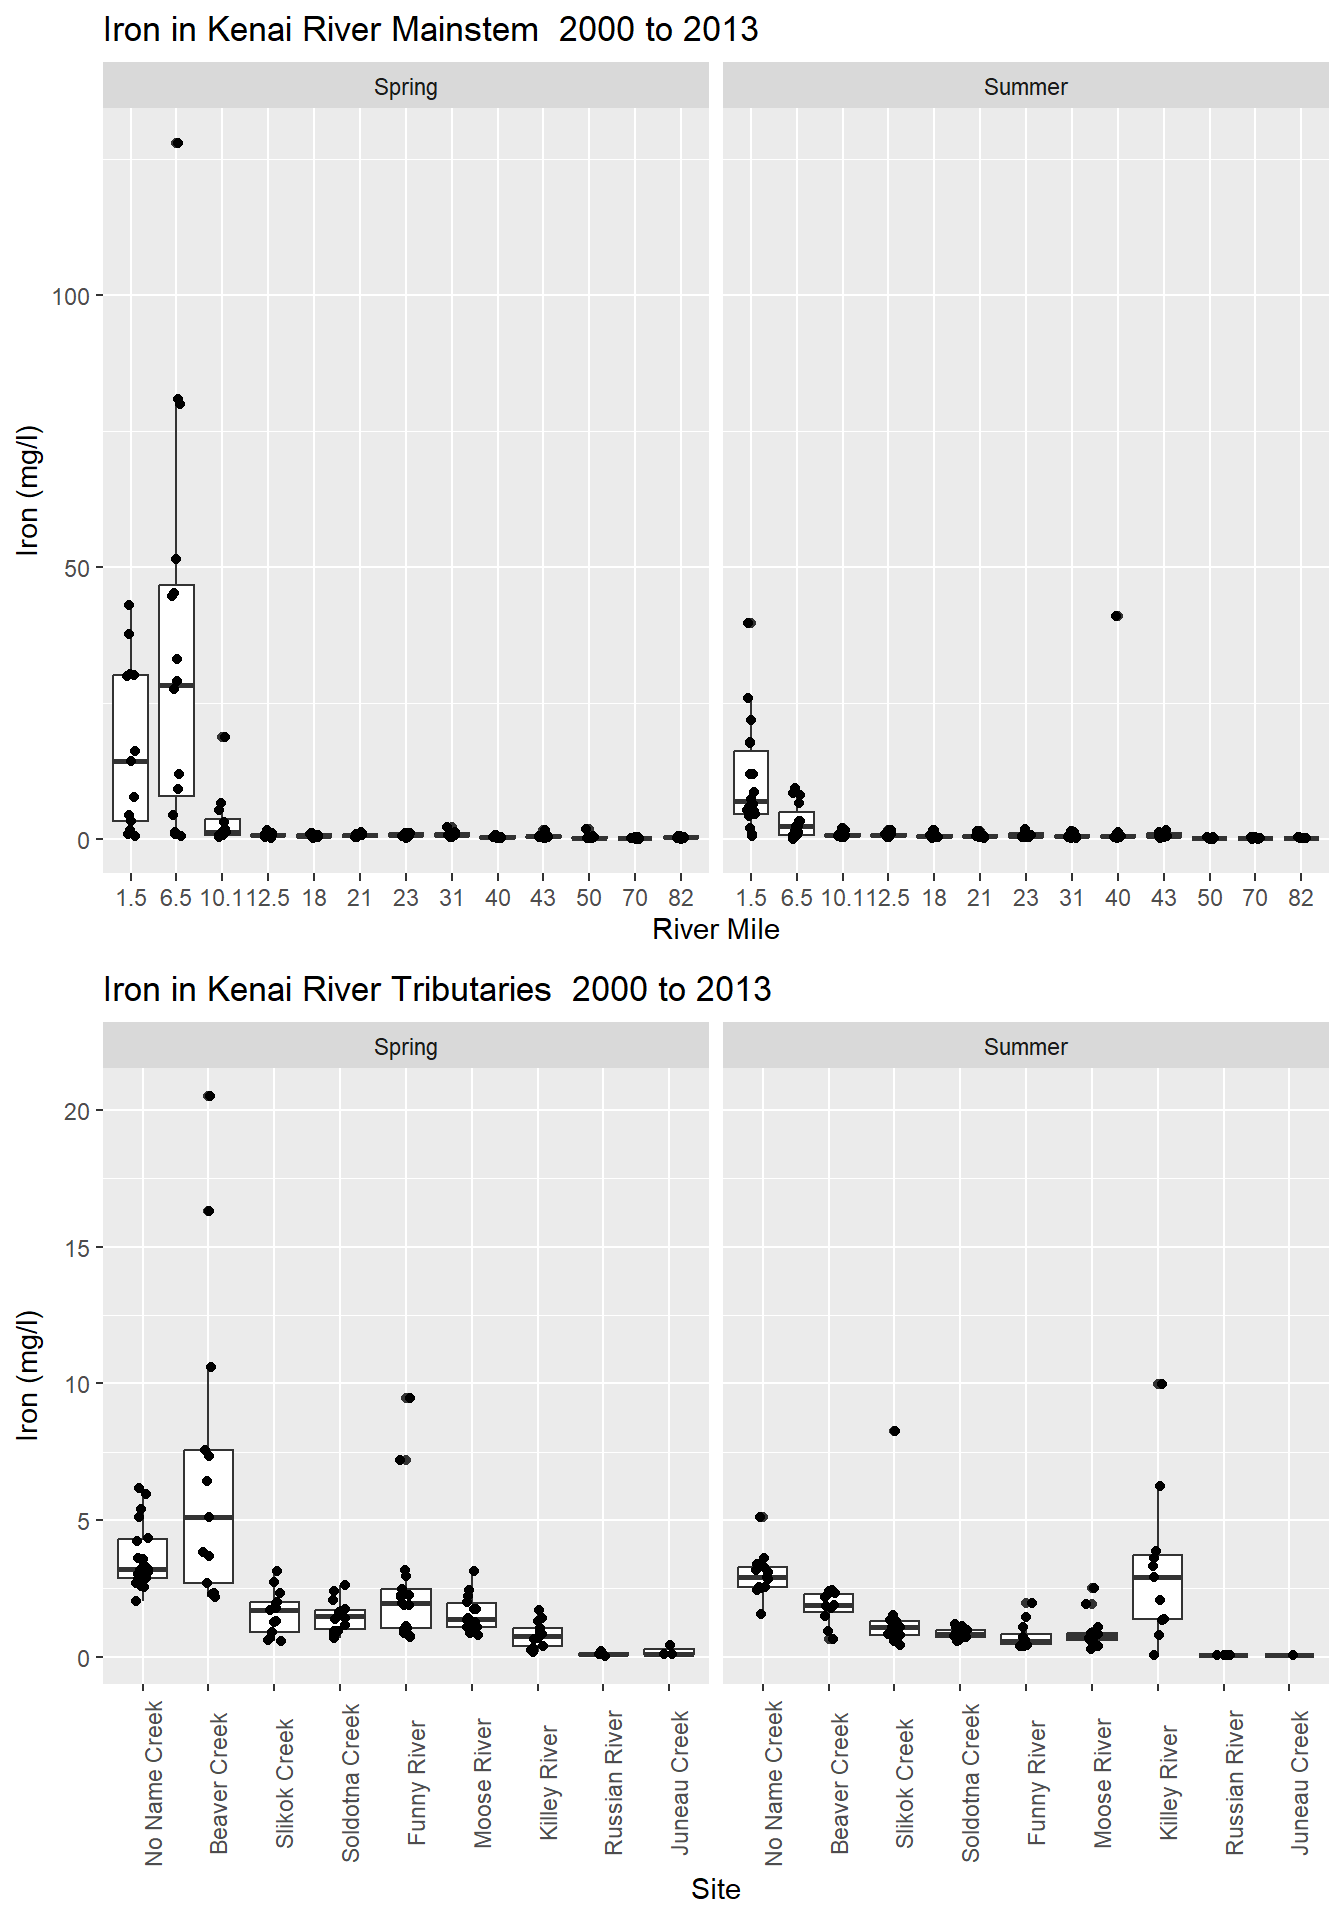 Iron in Kenai River Mainstem  2000 to 2013
Spring
Summer
Iron (mg/l)
100
50
0
1.5 6.5 10.1 12.5 18 21 23 31 40 43 50 70 82
1.5 6.5 10.1 12.5 18 21 23 31 40 43 50 70 82
River Mile
Iron in Kenai River Tributaries  2000 to 2013
Spring
Summer
Iron (mg/l)
20
15
10
5
0
No Name Creek
Beaver Creek
Slikok Creek
Soldotna Creek
Funny River
Moose River
Killey River
Russian River
Juneau Creek
No Name Creek
Beaver Creek
Slikok Creek
Soldotna Creek
Funny River
Moose River
Killey River
Russian River
Juneau Creek
Site